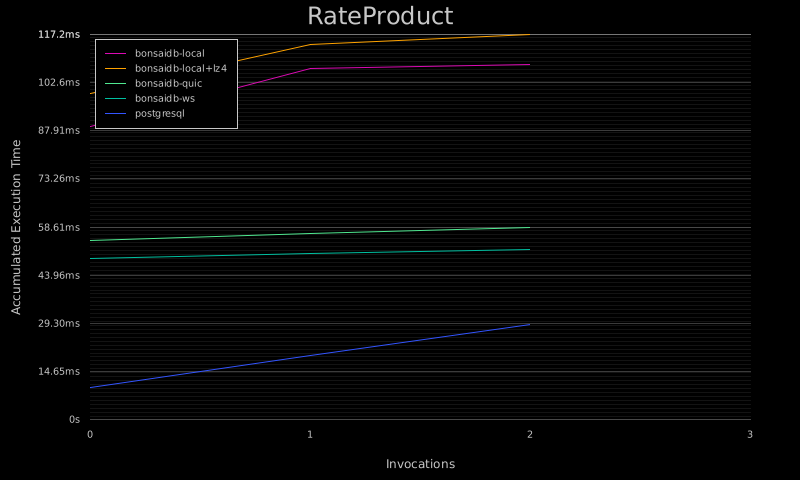 RateProduct
117.2ms
bonsaidb-local
bonsaidb-local+lz4
bonsaidb-quic
bonsaidb-ws
postgresql
102.6ms
87.91ms
73.26ms
58.61ms
43.96ms
29.30ms
14.65ms
0s
Accumulated Execution Time
0 1 2 3
Invocations